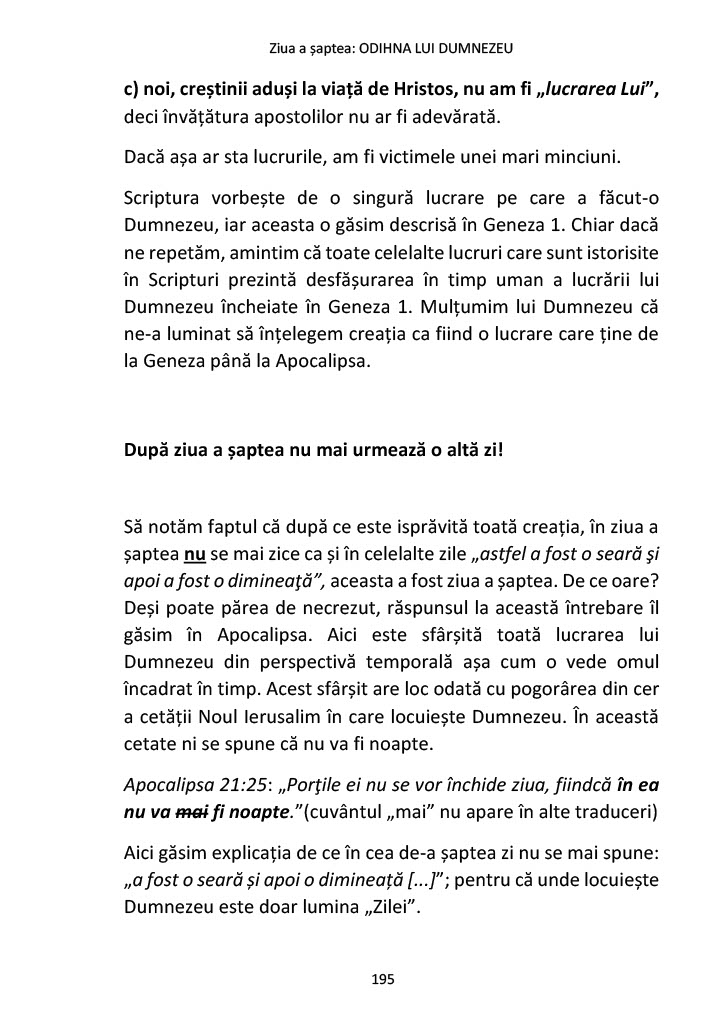 Ziua a șaptea: ODIHNA LUI DUMNEZEU
c) noi, creștinii aduși la viață de Hristos, nu am fi „lucrarea Lui”,
deci învățătura apostolilor nu ar fi adevărată.
Dacă așa ar sta lucrurile, am fi victimele unei mari minciuni.
Scriptura vorbește de o singură lucrare pe care a făcut-o
Dumnezeu, iar aceasta o găsim descrisă în Geneza 1. Chiar dacă
ne repetăm, amintim că toate celelalte lucruri care sunt istorisite
în Scripturi prezintă desfășurarea în timp uman a lucrării lui
Dumnezeu încheiate în Geneza 1. Mulțumim lui Dumnezeu că
ne-a luminat să înțelegem creația ca fiind o lucrare care ține de
la Geneza până la Apocalipsa.
După ziua a șaptea nu mai urmează o altă zi!
Să notăm faptul că după ce este isprăvită toată creația, în ziua a
șaptea nu se mai zice ca și în celelalte zile „astfel a fost o seară şi
apoi a fost o dimineaţă”, aceasta a fost ziua a șaptea. De ce oare?
Deși poate părea de necrezut, răspunsul la această întrebare îl
găsim în Apocalipsa. Aici este sfârșită toată lucrarea lui
Dumnezeu din perspectivă temporală așa cum o vede omul
încadrat în timp. Acest sfârșit are loc odată cu pogorârea din cer
a cetății Noul Ierusalim în care locuiește Dumnezeu. În această
cetate ni se spune că nu va fi noapte.
Apocalipsa 21:25: „Porţile ei nu se vor închide ziua, fiindcă în ea
nu va mai fi noapte.”(cuvântul „mai” nu apare în alte traduceri)
Aici găsim explicația de ce în cea de-a șaptea zi nu se mai spune:
„a fost o seară și apoi o dimineață [...]”; pentru că unde locuiește
Dumnezeu este doar lumina „Zilei”.
195